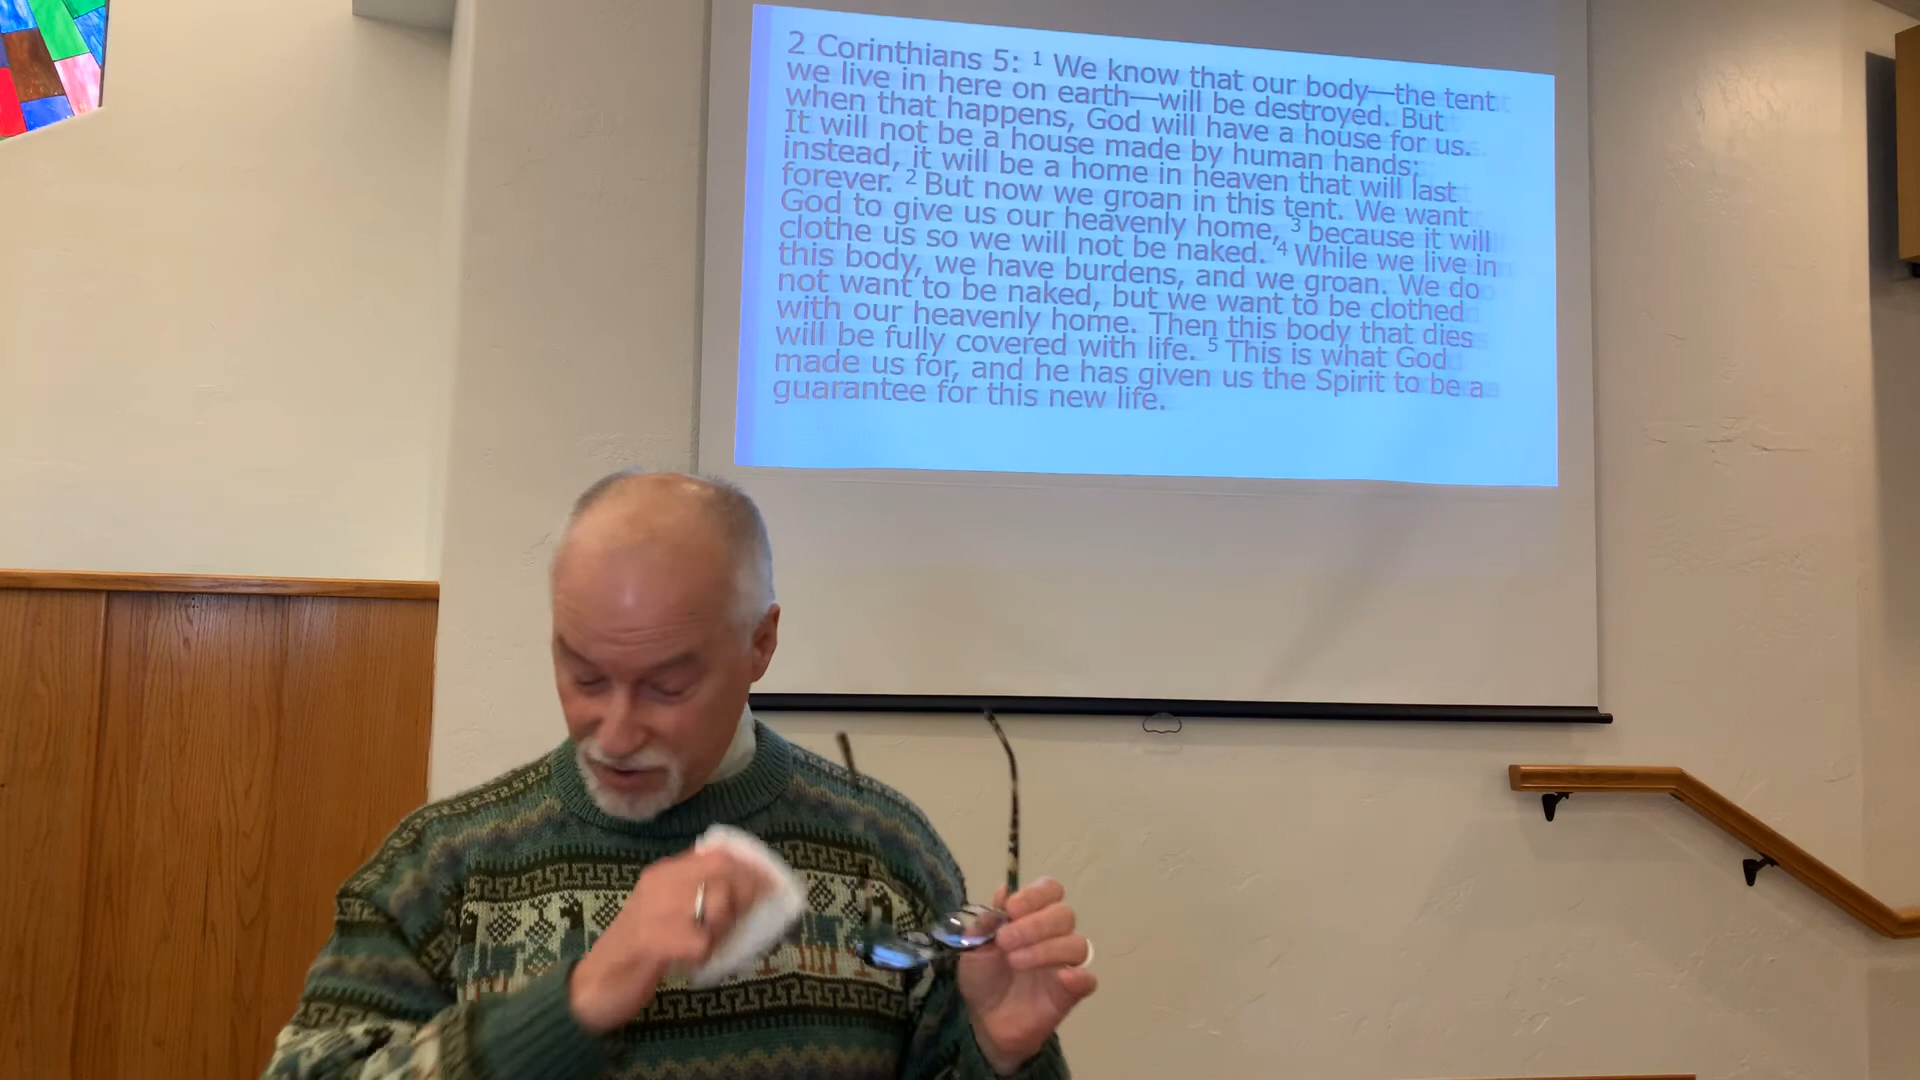 2 Corinthians 5: 1 We know that our body—the tent
we live in here on earth—will be destroyed. But
when that happens, God will have a house for us.
It will not be a house made by human hands;
instead, it will be a home in heaven that will last
forever. 2 But now we groan in this tent. We want
God to give us our heavenly home, 3 because it will
clothe us so we will not be naked. 4 While we live in
this body, we have burdens, and we groan. We do
not want to be naked, but we want to be clothed
with our heavenly home. Then this body that dies
will be fully covered with life. 5 This is what God
made us for, and he has given us the Spirit to be a
guarantee for this new life.